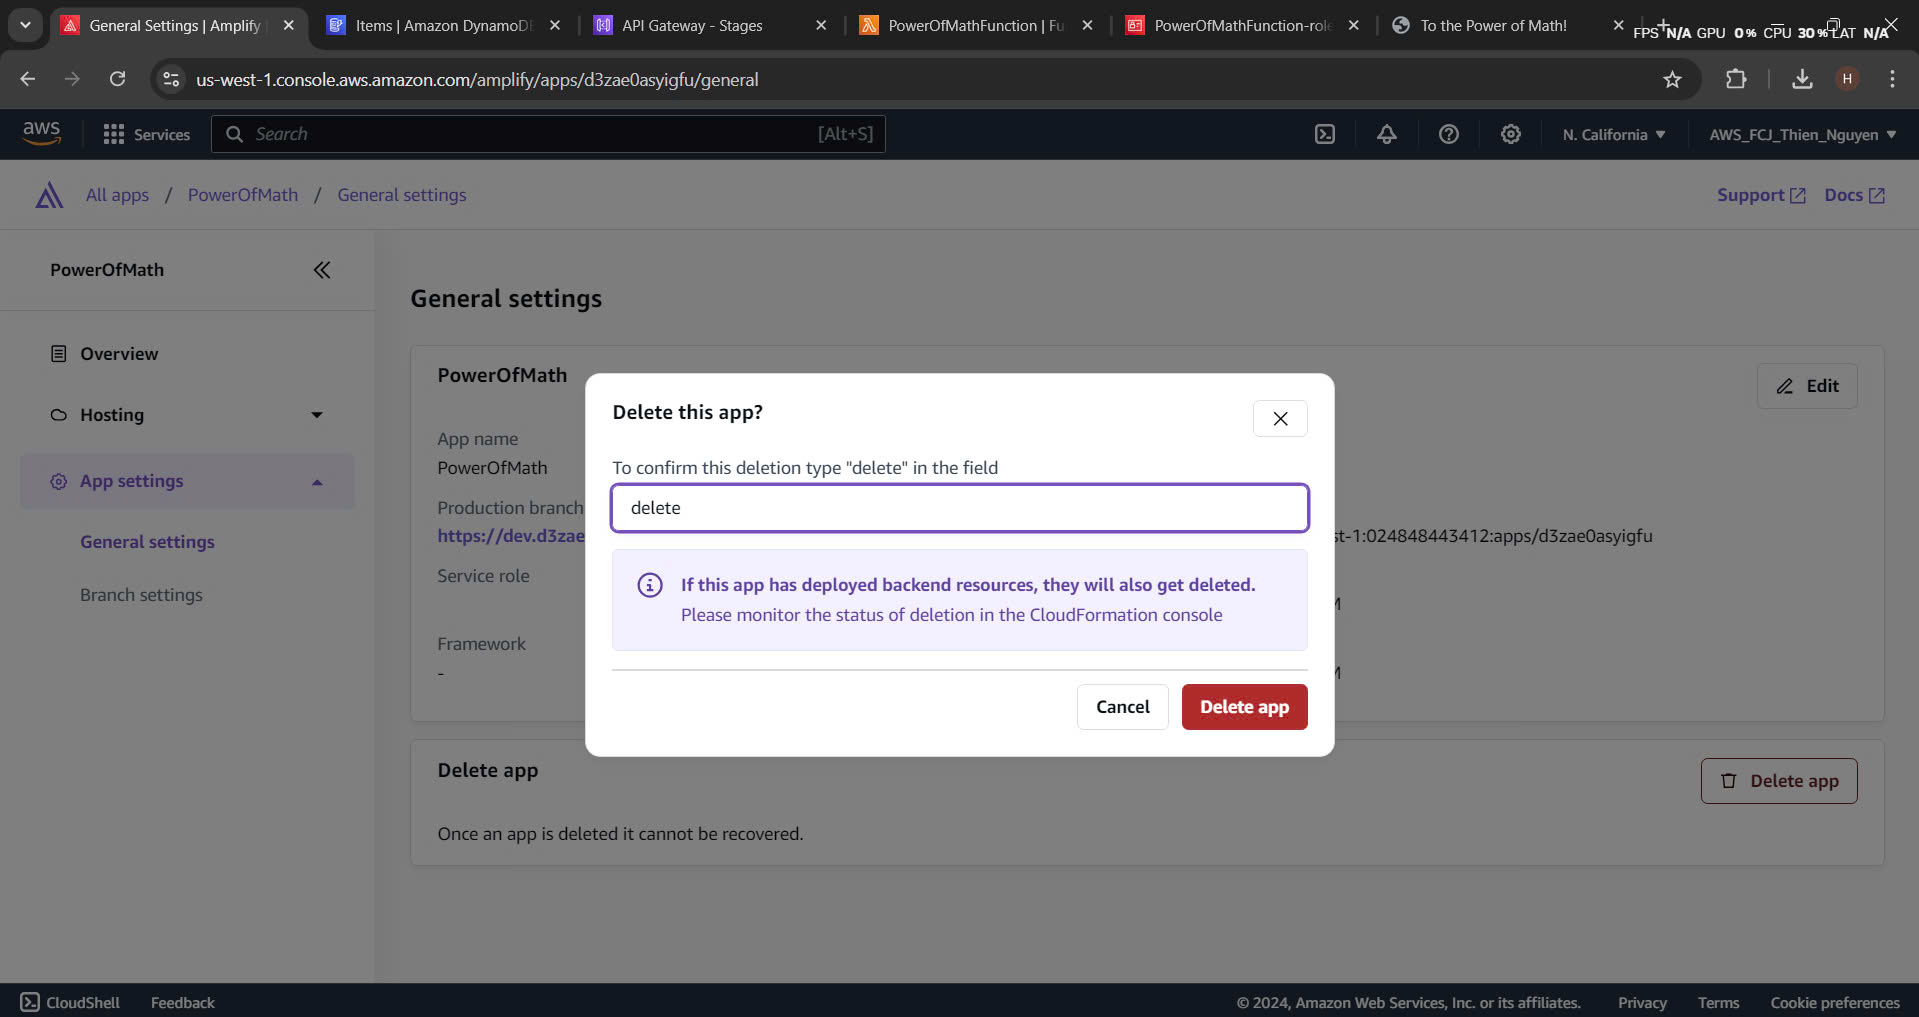 General Settings | Amplify
Items | Amazon DynamoDB
API Gateway - Stages
PowerOfMathFunction | Fu
PowerOfMathFunction-role
To the Power of Math!
FPS N/A GPU 0% CPU 30% LAT N/A
us-west-1.console.aws.amazon.com/amplify/apps/d3zae0asyigfu/general
H
aws
Services
Search
[Alt+S]
N. California
AWS_FCJ_Thien_Nguyen
All apps / PowerOfMath / General settings
Support
Docs
PowerOfMath
Overview
Hosting
App settings
General settings
Branch settings
General settings
PowerOfMath
Edit
App name
PowerOfMath
Production branch
https://dev.d3zae
st-1:024848443412:apps/d3zae0asyigfu
Service role
Framework
-
Delete this app?
To confirm this deletion type "delete" in the field
delete
If this app has deployed backend resources, they will also get deleted.
Please monitor the status of deletion in the CloudFormation console
Cancel
Delete app
Delete app
Delete app
Once an app is deleted it cannot be recovered.
CloudShell
Feedback
© 2024, Amazon Web Services, Inc. or its affiliates.
Privacy
Terms
Cookie preferences